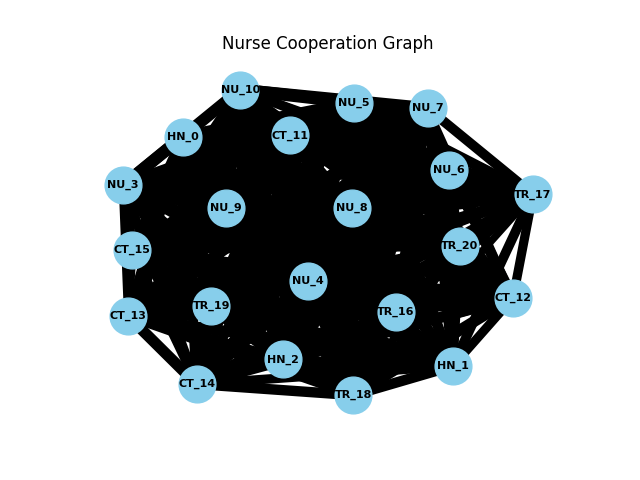 Nurse Cooperation Graph
NU_10
NU_5
NU_7
HN_0
CT_11
NU_6
NU_3
TR_17
NU_9
NU_8
CT_15
TR_20
NU_4
CT_12
TR_19
TR_16
CT_13
HN_2
HN_1
CT_14
TR_18